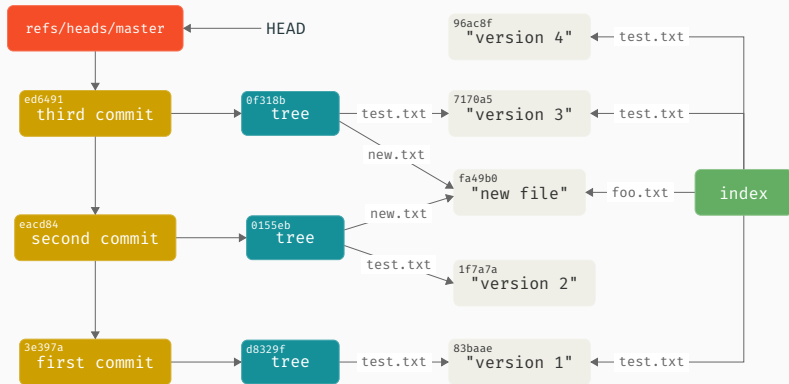 refs/heads/master
HEAD
96ac8f
"version 4"
test.txt
ed6491
third commit
0f318b
tree
test.txt
7170a5
"version 3"
test.txt
new.txt
fa49b0
"new file"
foo.txt
index
new.txt
eacd84
second commit
0155eb
tree
test.txt
1f7a7a
"version 2"
3e397a
first commit
d8329f
tree
test.txt
83baae
"version 1"
test.txt